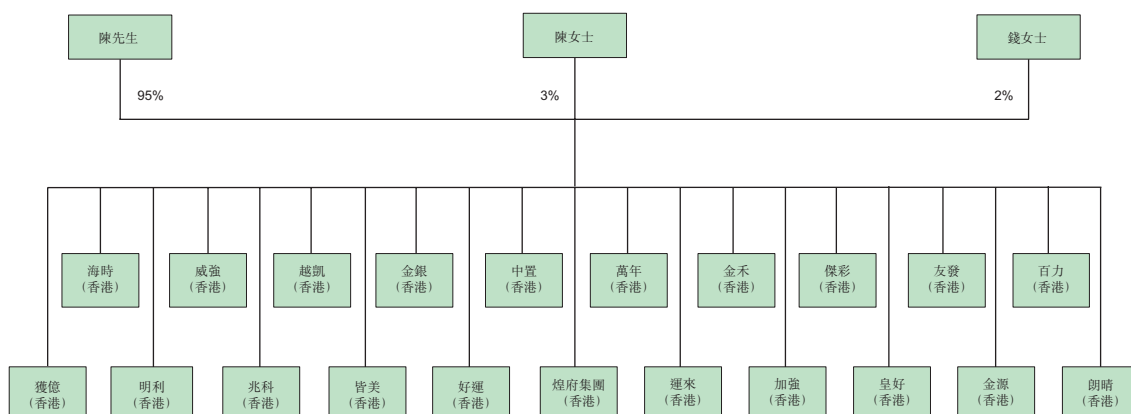 陳先生
陳女士
錢女士
95%
3%
2%
海時
(香港)
威強
(香港)
越凱
(香港)
金銀
(香港)
中置
(香港)
萬年
(香港)
金禾
(香港)
傑彩
(香港)
友發
(香港)
百力
(香港)
獲億
(香港)
明利
(香港)
兆科
(香港)
皆美
(香港)
好運
(香港)
煌府集團
(香港)
運來
(香港)
加強
(香港)
皇好
(香港)
金源
(香港)
朗晴
(香港)